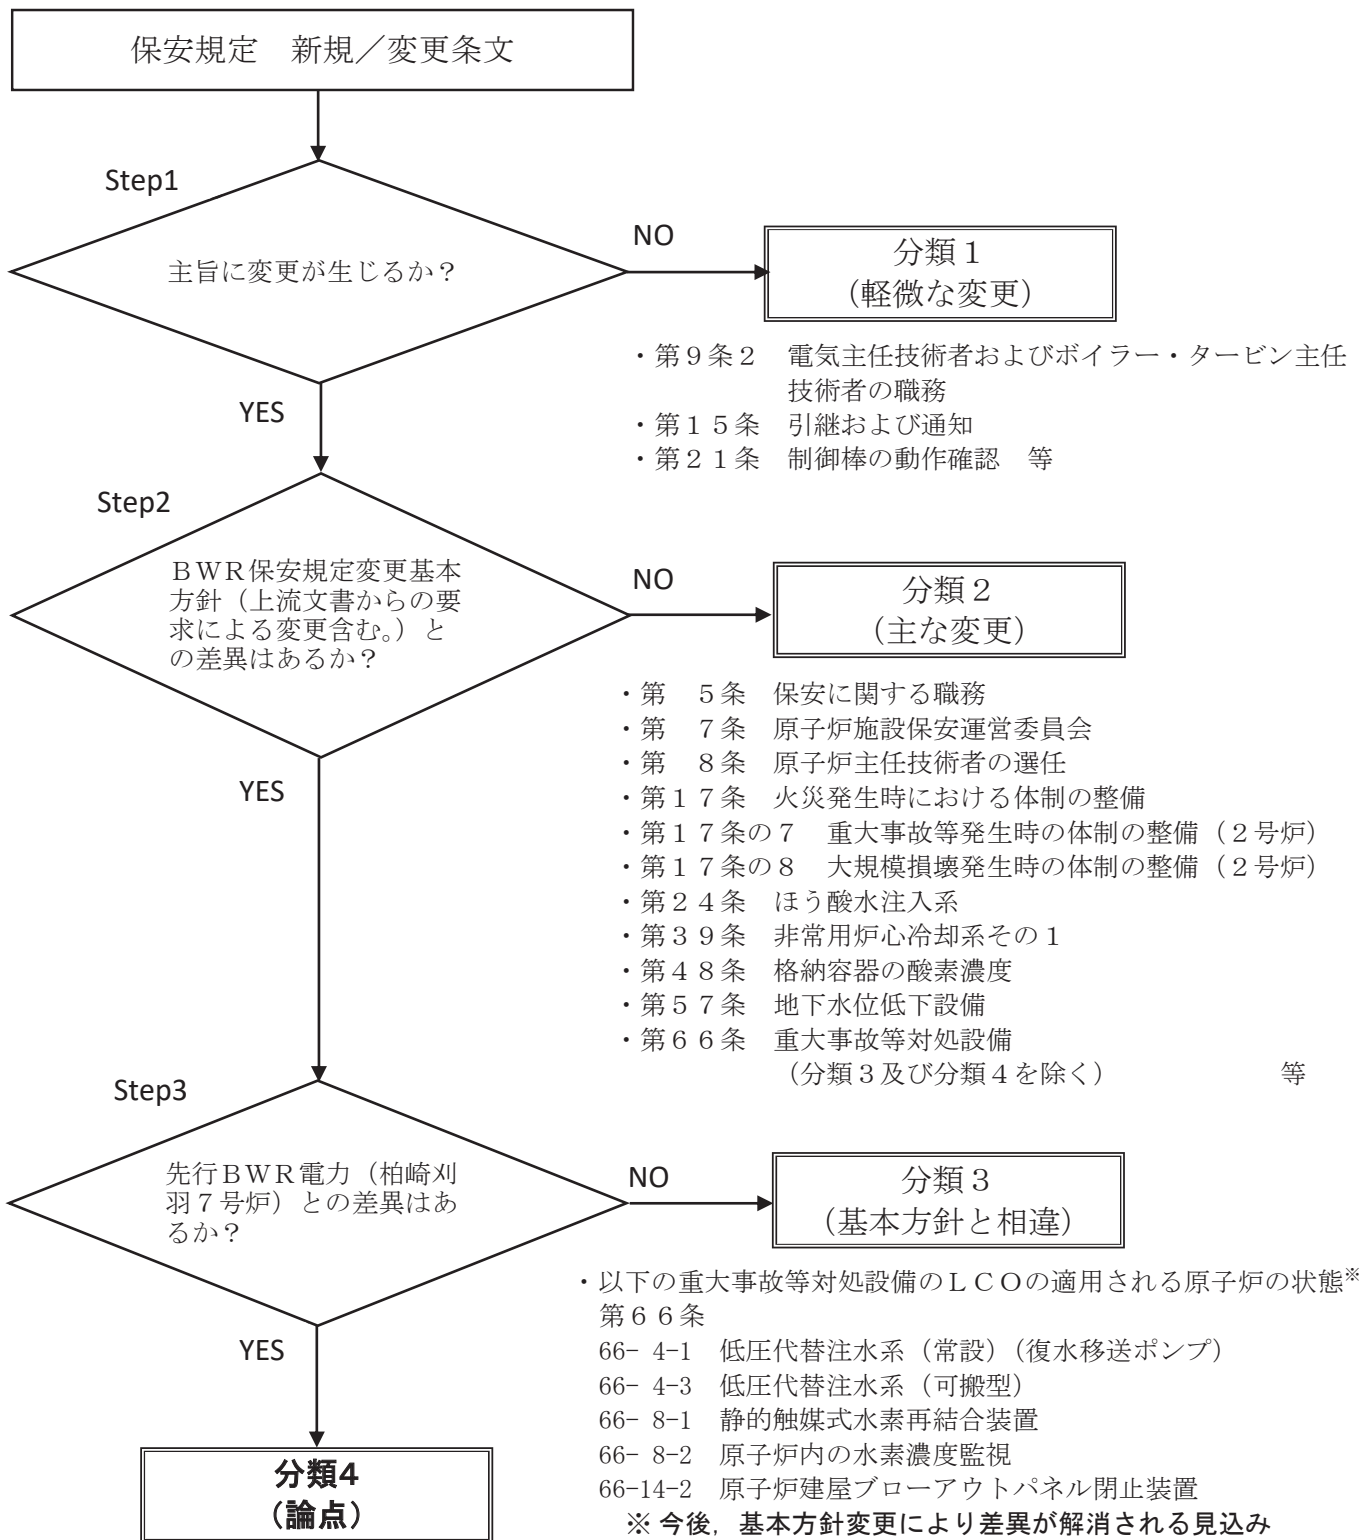 保安規定　新規／変更条文
Step1
主旨に変更が生じるか？
NO
分類１
（軽微な変更）
・第９条２　電気主任技術者およびボイラー・タービン主任
技術者の職務
・第１５条　引継および通知
・第２１条　制御棒の動作確認　等
YES
Step2
ＢＷＲ保安規定変更基本
方針（上流文書からの要
求による変更含む。）と
の差異はあるか？
NO
分類２
（主な変更）
・第　５条　保安に関する職務
・第　７条　原子炉施設保安運営委員会
・第　８条　原子炉主任技術者の選任
・第１７条　火災発生時における体制の整備
・第１７条の７　重大事故等発生時の体制の整備（２号炉）
・第１７条の８　大規模損壊発生時の体制の整備（２号炉）
・第２４条　ほう酸水注入系
・第３９条　非常用炉心冷却系その１
・第４８条　格納容器の酸素濃度
・第５７条　地下水位低下設備
・第６６条　重大事故等対処設備
（分類３及び分類４を除く）　　　　　　等
YES
Step3
先行ＢＷＲ電力（柏崎刈
羽７号炉）との差異はあ
るか？
NO
分類３
（基本方針と相違）
・以下の重大事故等対処設備のＬＣＯの適用される原子炉の状態※
第６６条
66- 4-1　低圧代替注水系（常設）（復水移送ポンプ）
66- 4-3　低圧代替注水系（可搬型）
66- 8-1　静的触媒式水素再結合装置
66- 8-2　原子炉内の水素濃度監視
66-14-2　原子炉建屋ブローアウトパネル閉止装置
※ 今後，基本方針変更により差異が解消される見込み
YES
分類4
（論点）